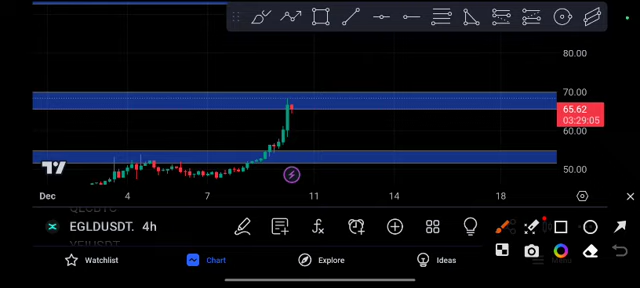 80.00
70.00
65.62
03:29:05
60.00
50.00
Dec 4 7 11 14 18
EGLDUSDT. 4h
Watchlist Chart Explore Ideas